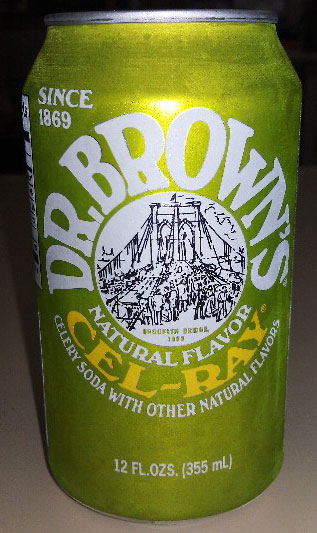 SINCE
1869
DR. BROWN'S®
BROOKLYN BRIDGE
1883
NATURAL FLAVOR
CEL-RAY®
CELERY SODA WITH OTHER NATURAL FLAVORS
12 FL.OZS. (355 mL)